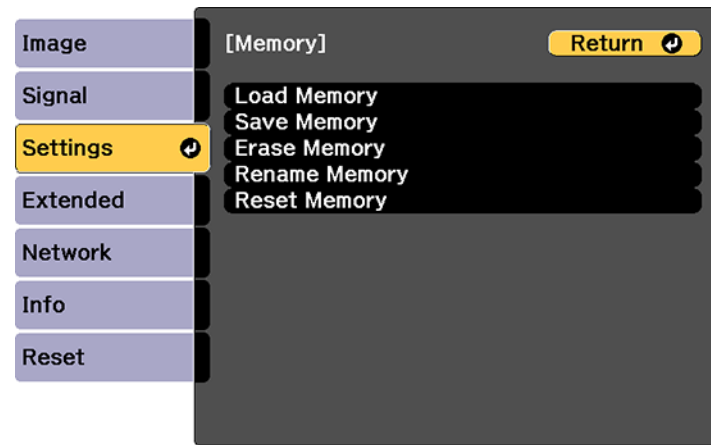 Image
Signal
Settings
Extended
Network
Info
Reset
[Memory]
Return
Load Memory
Save Memory
Erase Memory
Rename Memory
Reset Memory